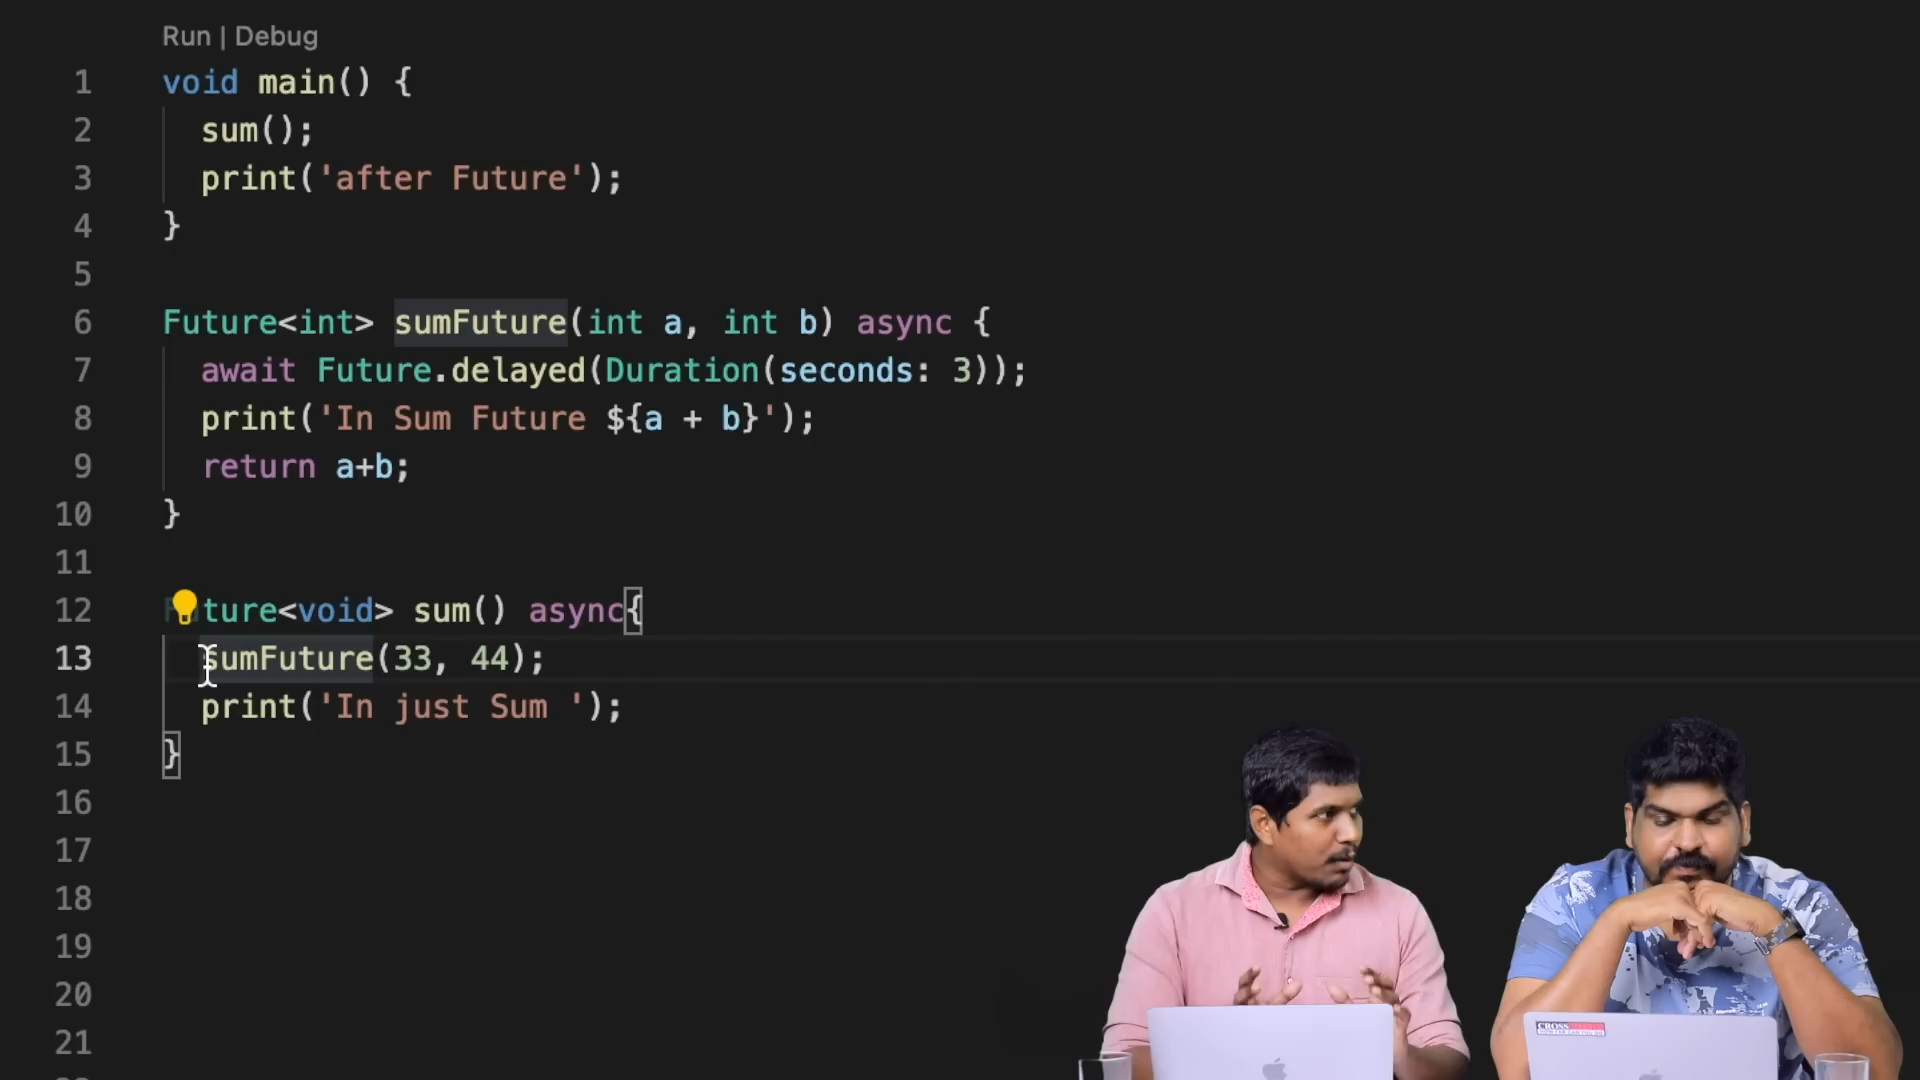 Run | Debug
1 void main() {
2 sum();
3 print('after Future');
4 }
5
6 Future<int> sumFuture(int a, int b) async {
7 await Future.delayed(Duration(seconds: 3));
8 print('In Sum Future ${a + b}');
9 return a+b;
10 }
11
12 Future<void> sum() async{
13 sumFuture(33, 44);
14 print('In just Sum ');
15 }
16
17
18
19
20
21
CROSS